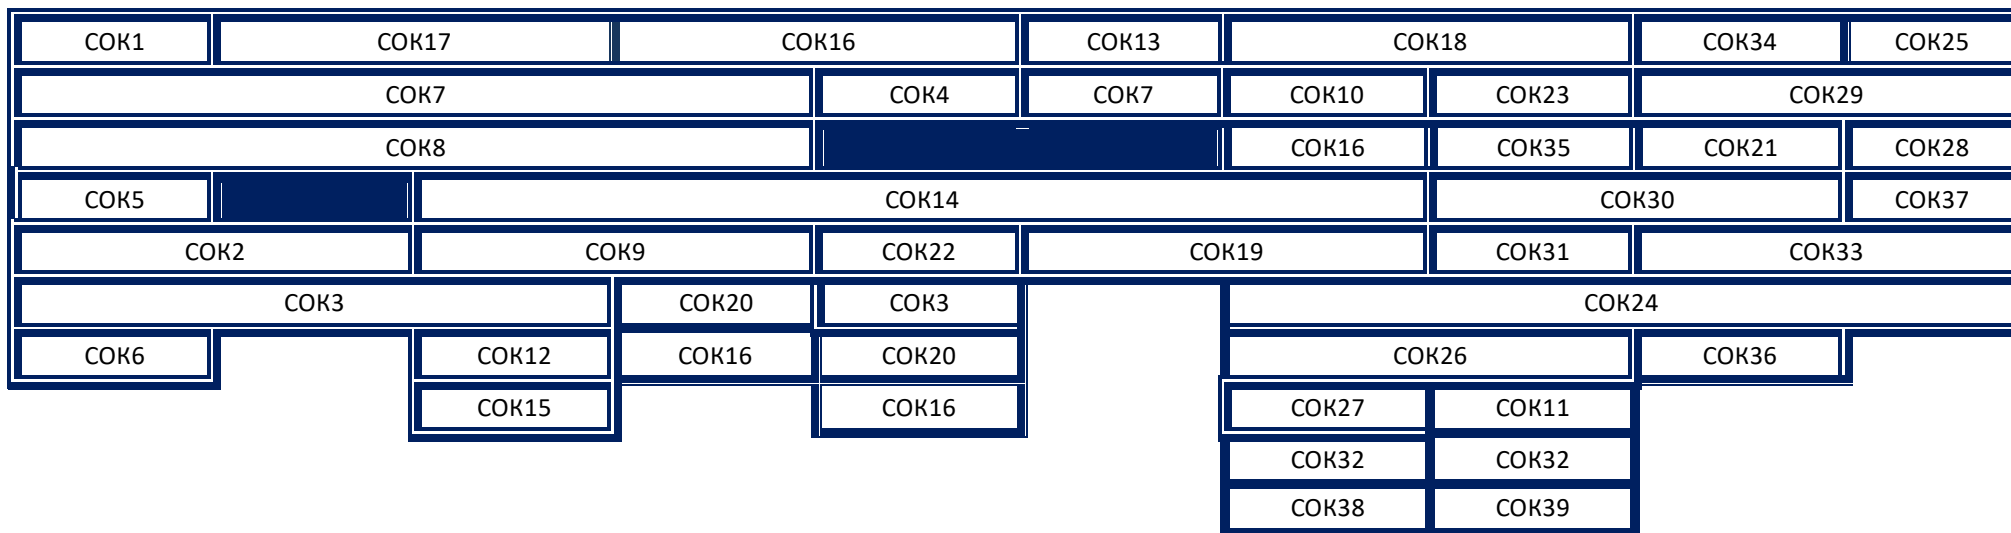 СОК1 СОК17 СОК16 СОК13 СОК18 СОК34 СОК25
СОК7 СОК4 СОК7 СОК10 СОК23 СОК29
СОК8 СОК16 СОК35 СОК21 СОК28
СОК5 СОК14 СОК30 СОК37
СОК2 СОК9 СОК22 СОК19 СОК31 СОК33
СОК3 СОК20 СОК3 СОК24
СОК6 СОК12 СОК16 СОК20 СОК26 СОК36
СОК15 СОК16 СОК27 СОК11
СОК32 СОК32
СОК38 СОК39